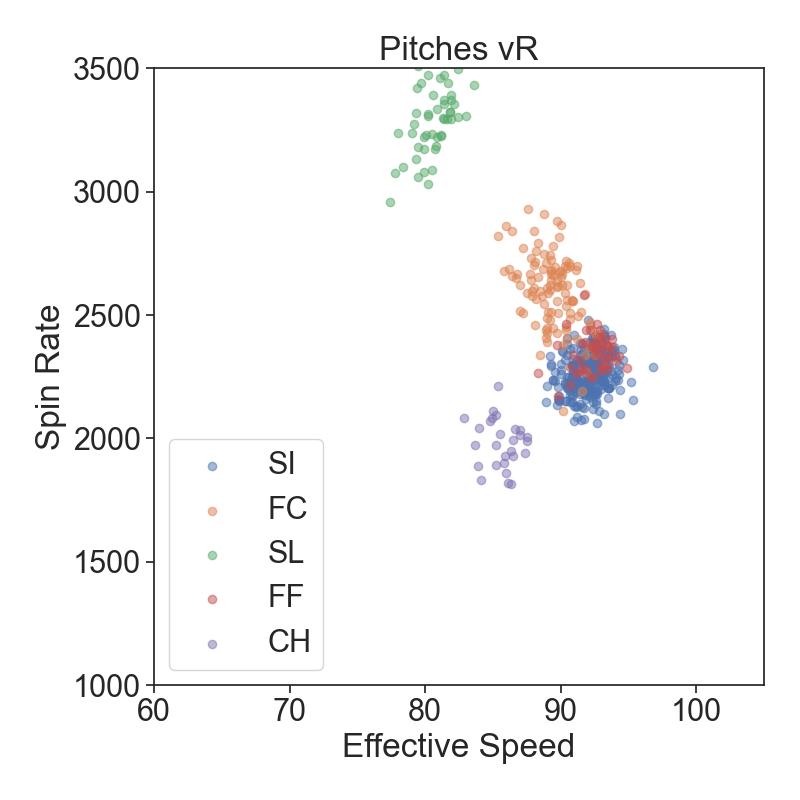 Pitches vR
3500
3000
2500
2000
1500
1000
Spin Rate
SI
FC
SL
FF
CH
60 70 80 90 100
Effective Speed